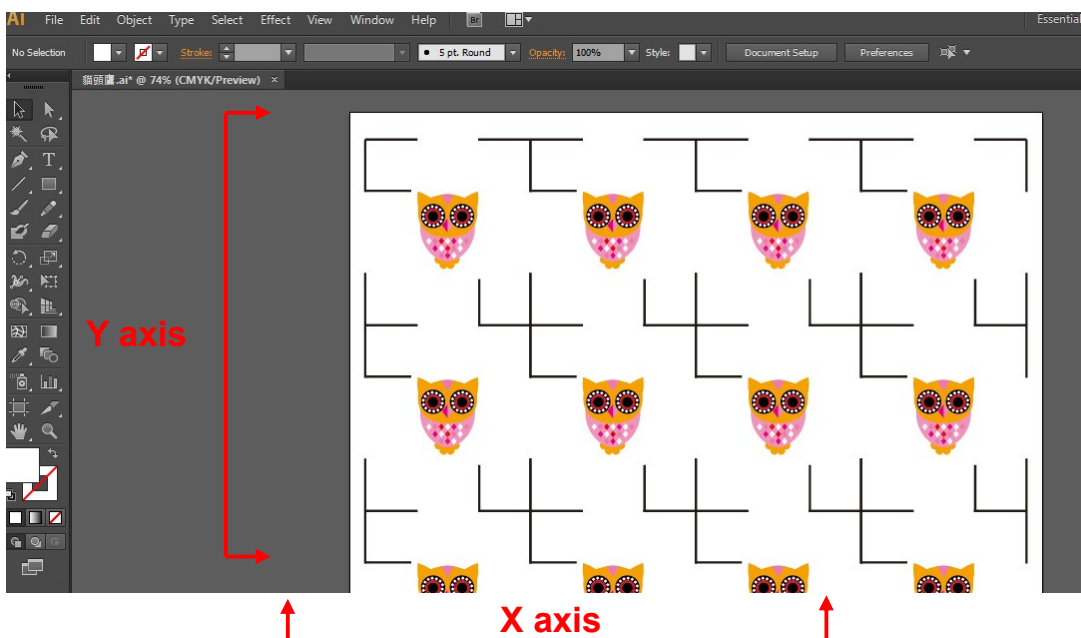 Ai File Edit Object Type Select Effect View Window Help Br Essential
No Selection Stroke: 5 pt. Round Opacity: 100% Style: Document Setup Preferences
貓頭鷹.ai* @ 74% (CMYK/Preview) ×
Y axis
X axis